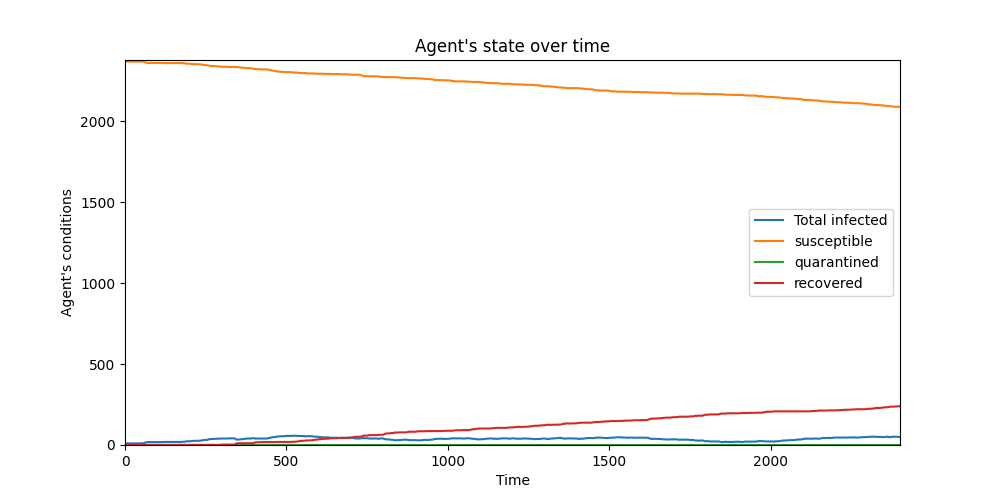 Agent's state over time
Agent's conditions
2000
1500
1000
500
0
Total infected
susceptible
quarantined
recovered
0 500 1000 1500 2000
Time